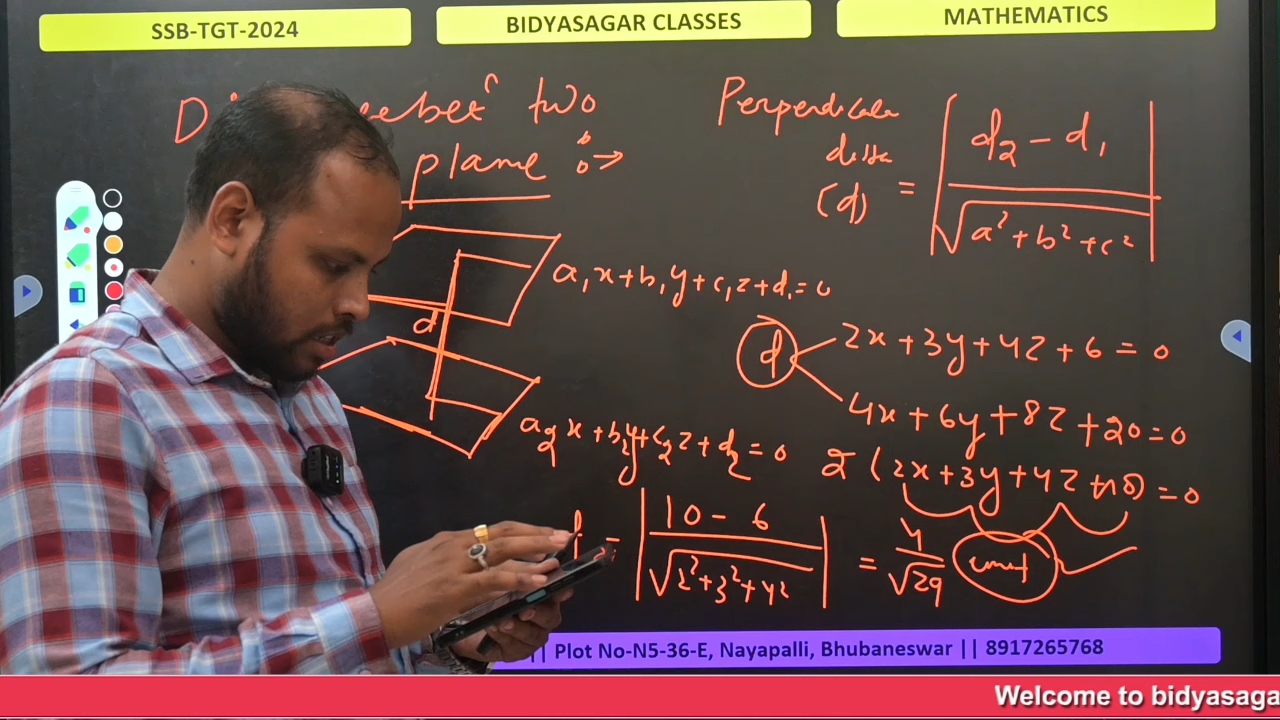 SSB-TGT-2024
BIDYASAGAR CLASSES
MATHEMATICS
two
plane :→
Perpendicular
(d) = | d₂ - d₁ / √a² + b² + c² |
a₁x + b₁y + c₁z + d₁ = 0
d
a₂x + b₂y + c₂z + d₂ = 0
d
2x + 3y + 4z + 6 = 0
4x + 6y + 8z + 20 = 0
2 (2x + 3y + 4z + 10) = 0
= | 10 - 6 / √2² + 3² + 4² | = 4 / √29 unit
|| Plot No-N5-36-E, Nayapalli, Bhubaneswar || 8917265768
Welcome to bidyasaga